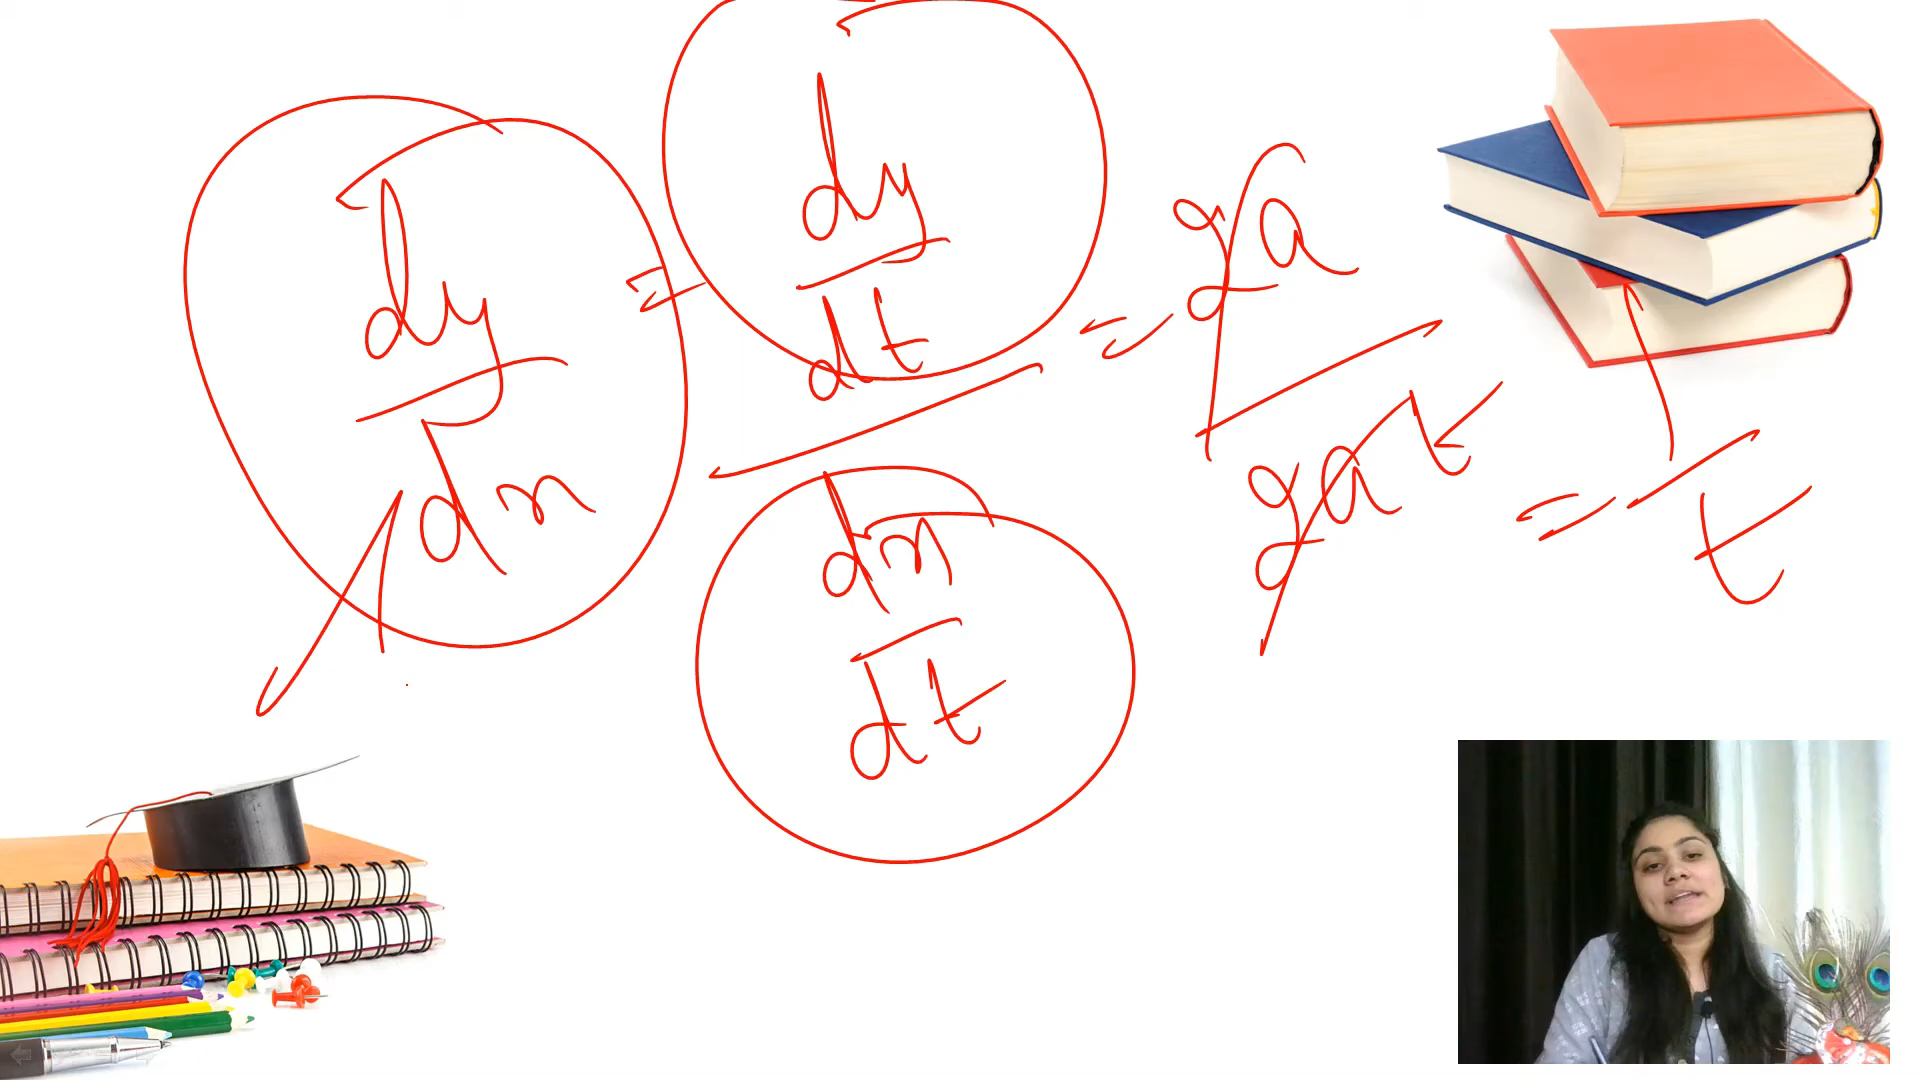 dy/dx = (dy/dt)/(dx/dt) = 2a/2at = 1/t